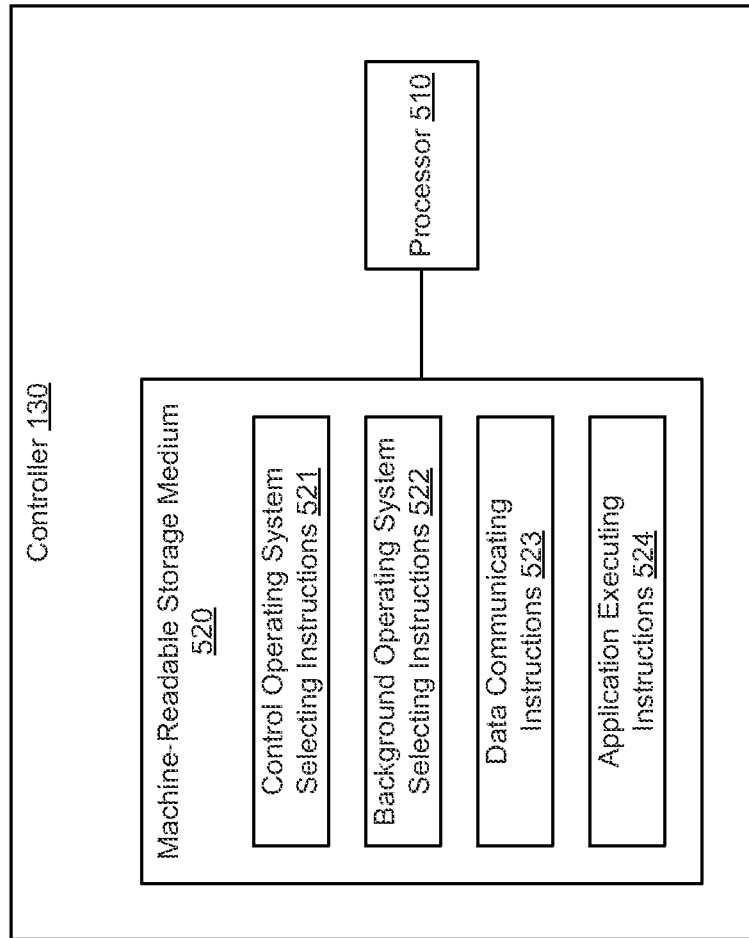 Controller 130
Machine-Readable Storage Medium
520
Control Operating System
Selecting Instructions 521
Background Operating System
Selecting Instructions 522
Data Communicating
Instructions 523
Application Executing
Instructions 524
Processor 510